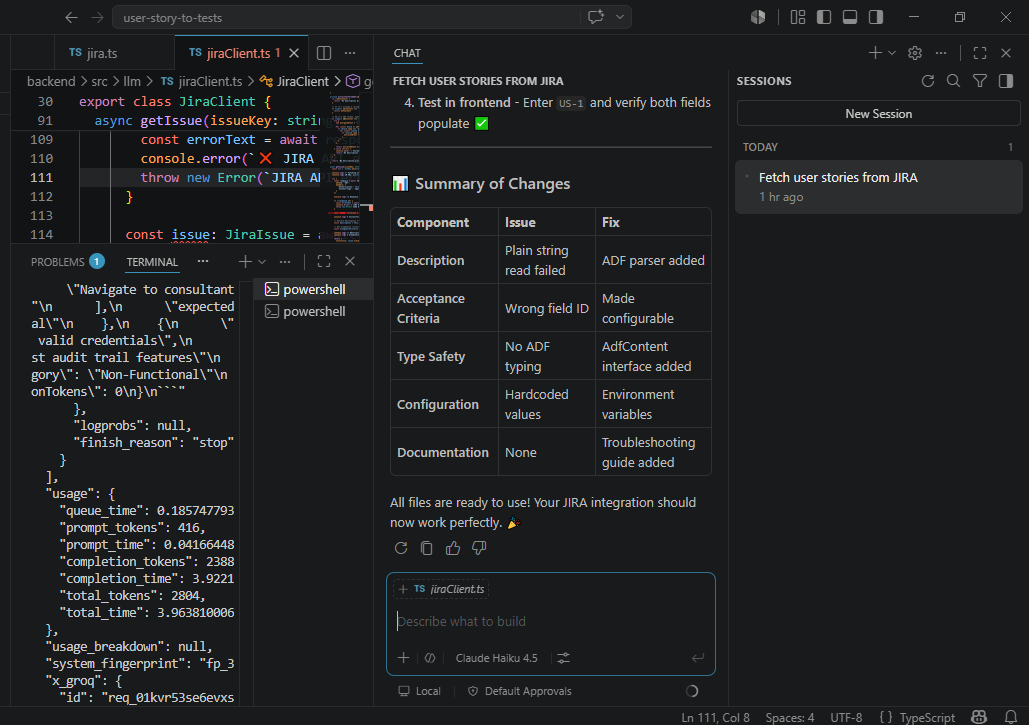 user-story-to-tests
TS jira.ts
TS jiraClient.ts 1
backend > src > llm > TS jiraClient.ts > JiraClient >
30 export class JiraClient {
91 async getIssue(issueKey: string
109 const errorText = await
110 console.error(`❌ JIRA
111 throw new Error(`JIRA A
112 }
113
114 const issue: JiraIssue =
PROBLEMS 1
TERMINAL
powershell
powershell
\"Navigate to consultant
"\n ],\n \"expected
al\"\n },\n {\n \"
valid credentials\",\n
st audit trail features\"\n
gory\": \"Non-Functional\"\n
onTokens\": 0\n}\n```"
},
"logprobs": null,
"finish_reason": "stop"
}
],
"usage": {
"queue_time": 0.185747793
"prompt_tokens": 416,
"prompt_time": 0.04166448
"completion_tokens": 2388
"completion_time": 3.9221
"total_tokens": 2804,
"total_time": 3.963810006
},
"usage_breakdown": null,
"system_fingerprint": "fp_3
"x_groq": {
"id": "req_01kvr53se6evxs
CHAT
FETCH USER STORIES FROM JIRA
4. Test in frontend - Enter US-1 and verify both fields
populate ✅
📊 Summary of Changes
Component Issue Fix
Description Plain string read failed ADF parser added
Acceptance Criteria Wrong field ID Made configurable
Type Safety No ADF typing AdfContent interface added
Configuration Hardcoded values Environment variables
Documentation None Troubleshooting guide added
All files are ready to use! Your JIRA integration should
now work perfectly. 🎉
TS jiraClient.ts
Describe what to build
Claude Haiku 4.5
Local
Default Approvals
SESSIONS
New Session
TODAY 1
Fetch user stories from JIRA
1 hr ago
Ln 111, Col 8 Spaces: 4 UTF-8 {} TypeScript